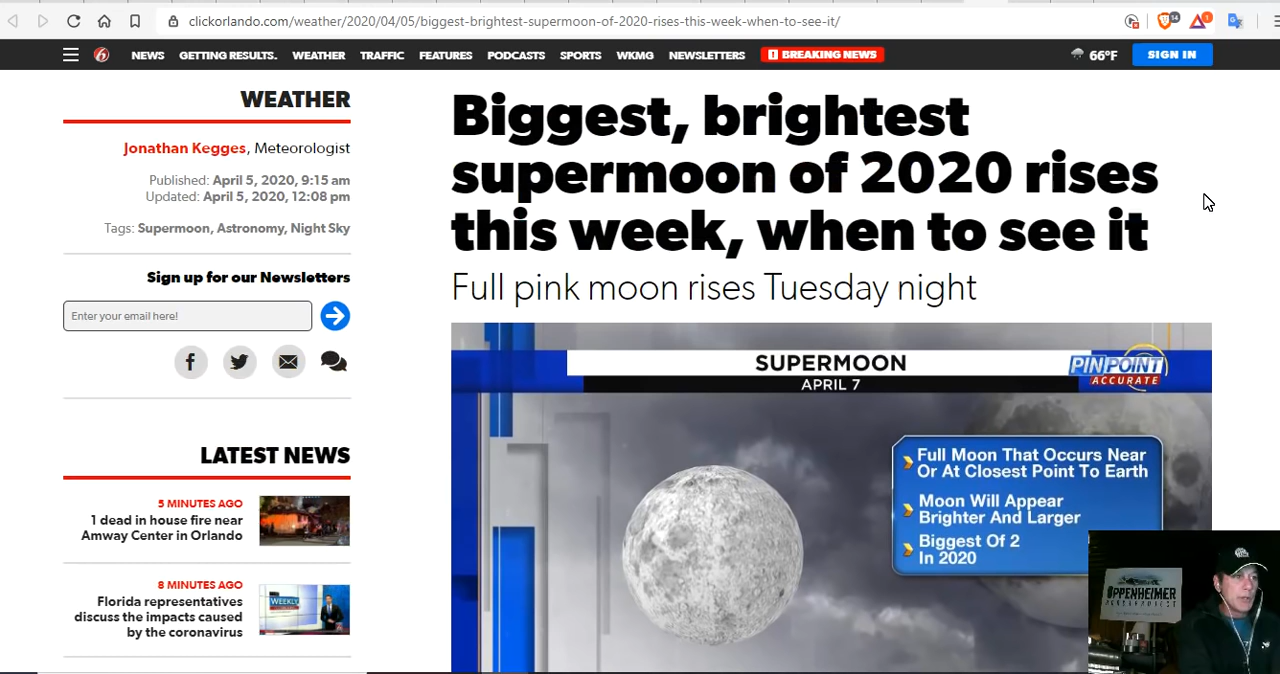 clickorlando.com/weather/2020/04/05/biggest-brightest-supermoon-of-2020-rises-this-week-when-to-see-it/
6 NEWS GETTING RESULTS. WEATHER TRAFFIC FEATURES PODCASTS SPORTS WKMG NEWSLETTERS BREAKING NEWS 66°F SIGN IN
WEATHER
Jonathan Kegges, Meteorologist
Published: April 5, 2020, 9:15 am
Updated: April 5, 2020, 12:08 pm
Tags: Supermoon, Astronomy, Night Sky
Sign up for our Newsletters
Enter your email here!
LATEST NEWS
5 MINUTES AGO
1 dead in house fire near
Amway Center in Orlando
8 MINUTES AGO
Florida representatives
discuss the impacts caused
by the coronavirus
WEEKLY
Biggest, brightest
supermoon of 2020 rises
this week, when to see it
Full pink moon rises Tuesday night
SUPERMOON
APRIL 7
PINPOINT
ACCURATE
Full Moon That Occurs Near
Or At Closest Point To Earth
Moon Will Appear
Brighter And Larger
Biggest Of 2
In 2020
OPPENHEIMER